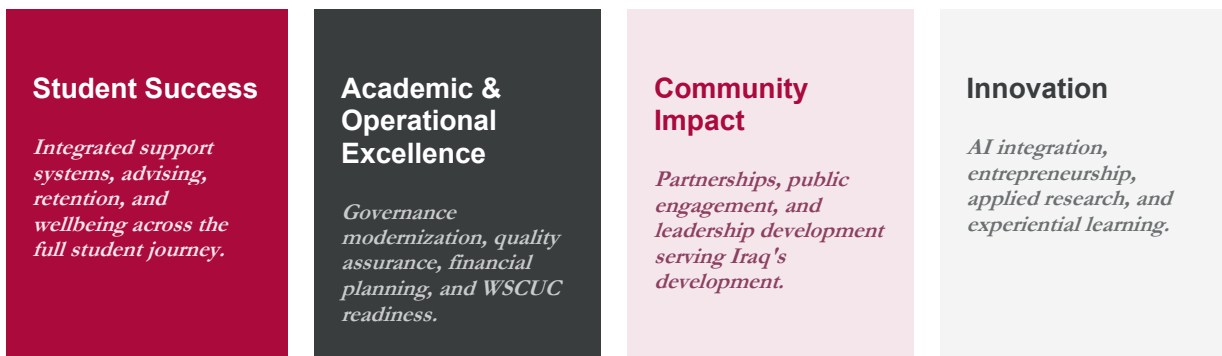 Student Success
Integrated support
systems, advising,
retention, and
wellbeing across the
full student journey.
Academic &
Operational
Excellence
Governance
modernization, quality
assurance, financial
planning, and WSCUC
readiness.
Community
Impact
Partnerships, public
engagement, and
leadership development
serving Iraq's
development.
Innovation
AI integration,
entrepreneurship,
applied research, and
experiential learning.